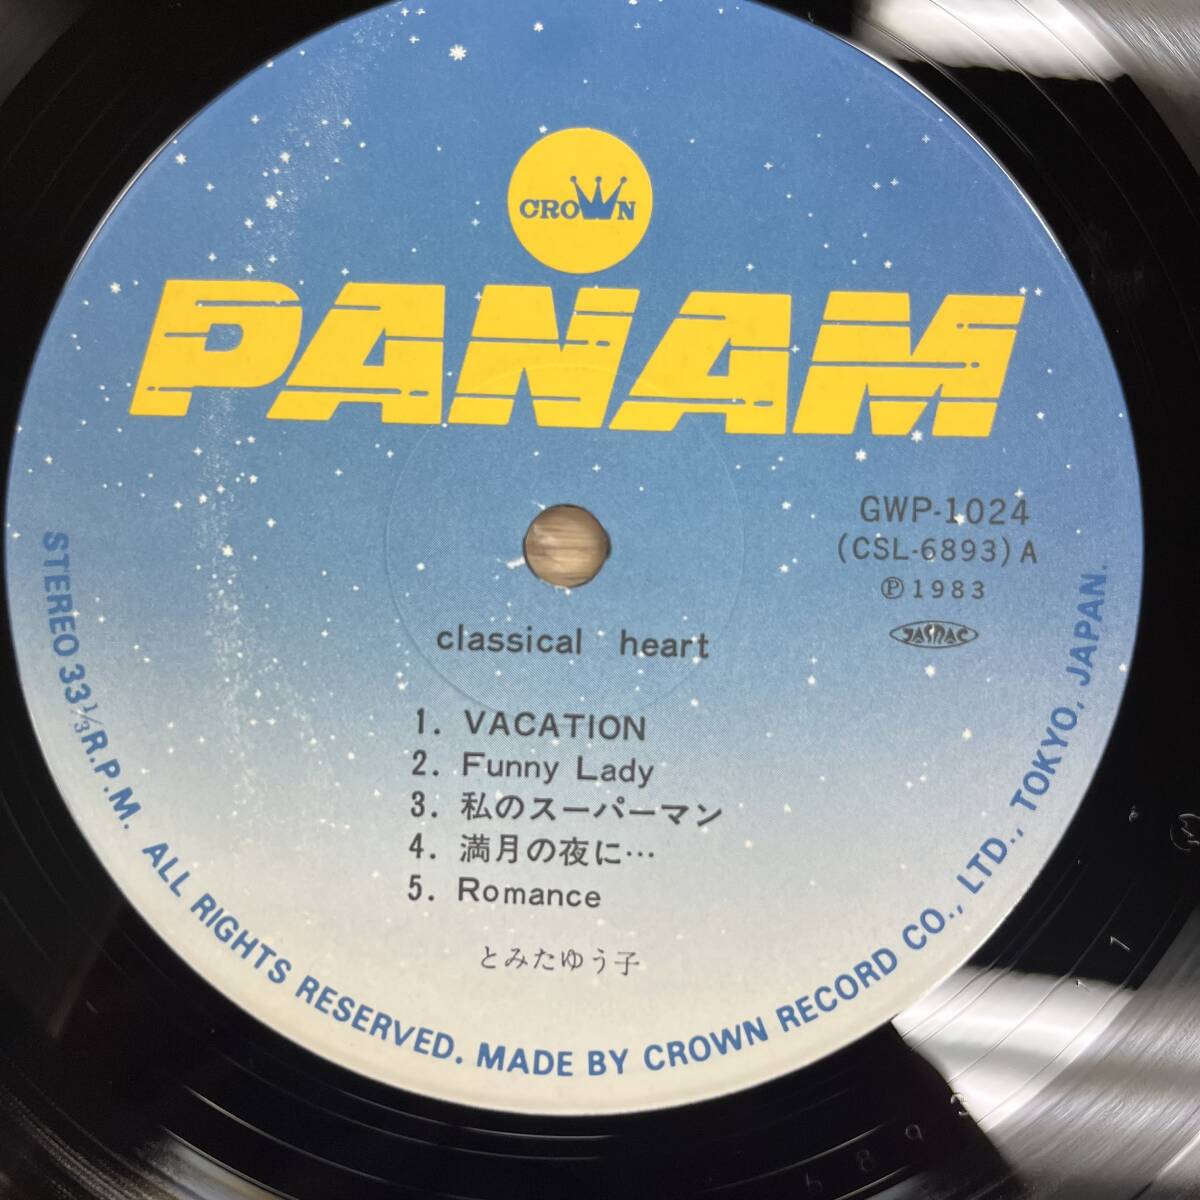 CROWN
PANAM
GWP-1024
(CSL-6893) A
Ⓟ1983
JASRAC
classical heart
1. VACATION
2. Funny Lady
3. 私のスーパーマン
4. 満月の夜に…
5. Romance
とみたゆう子
STEREO 33⅓ R.P.M. ALL RIGHTS RESERVED. MADE BY CROWN RECORD CO., LTD., TOKYO, JAPAN.